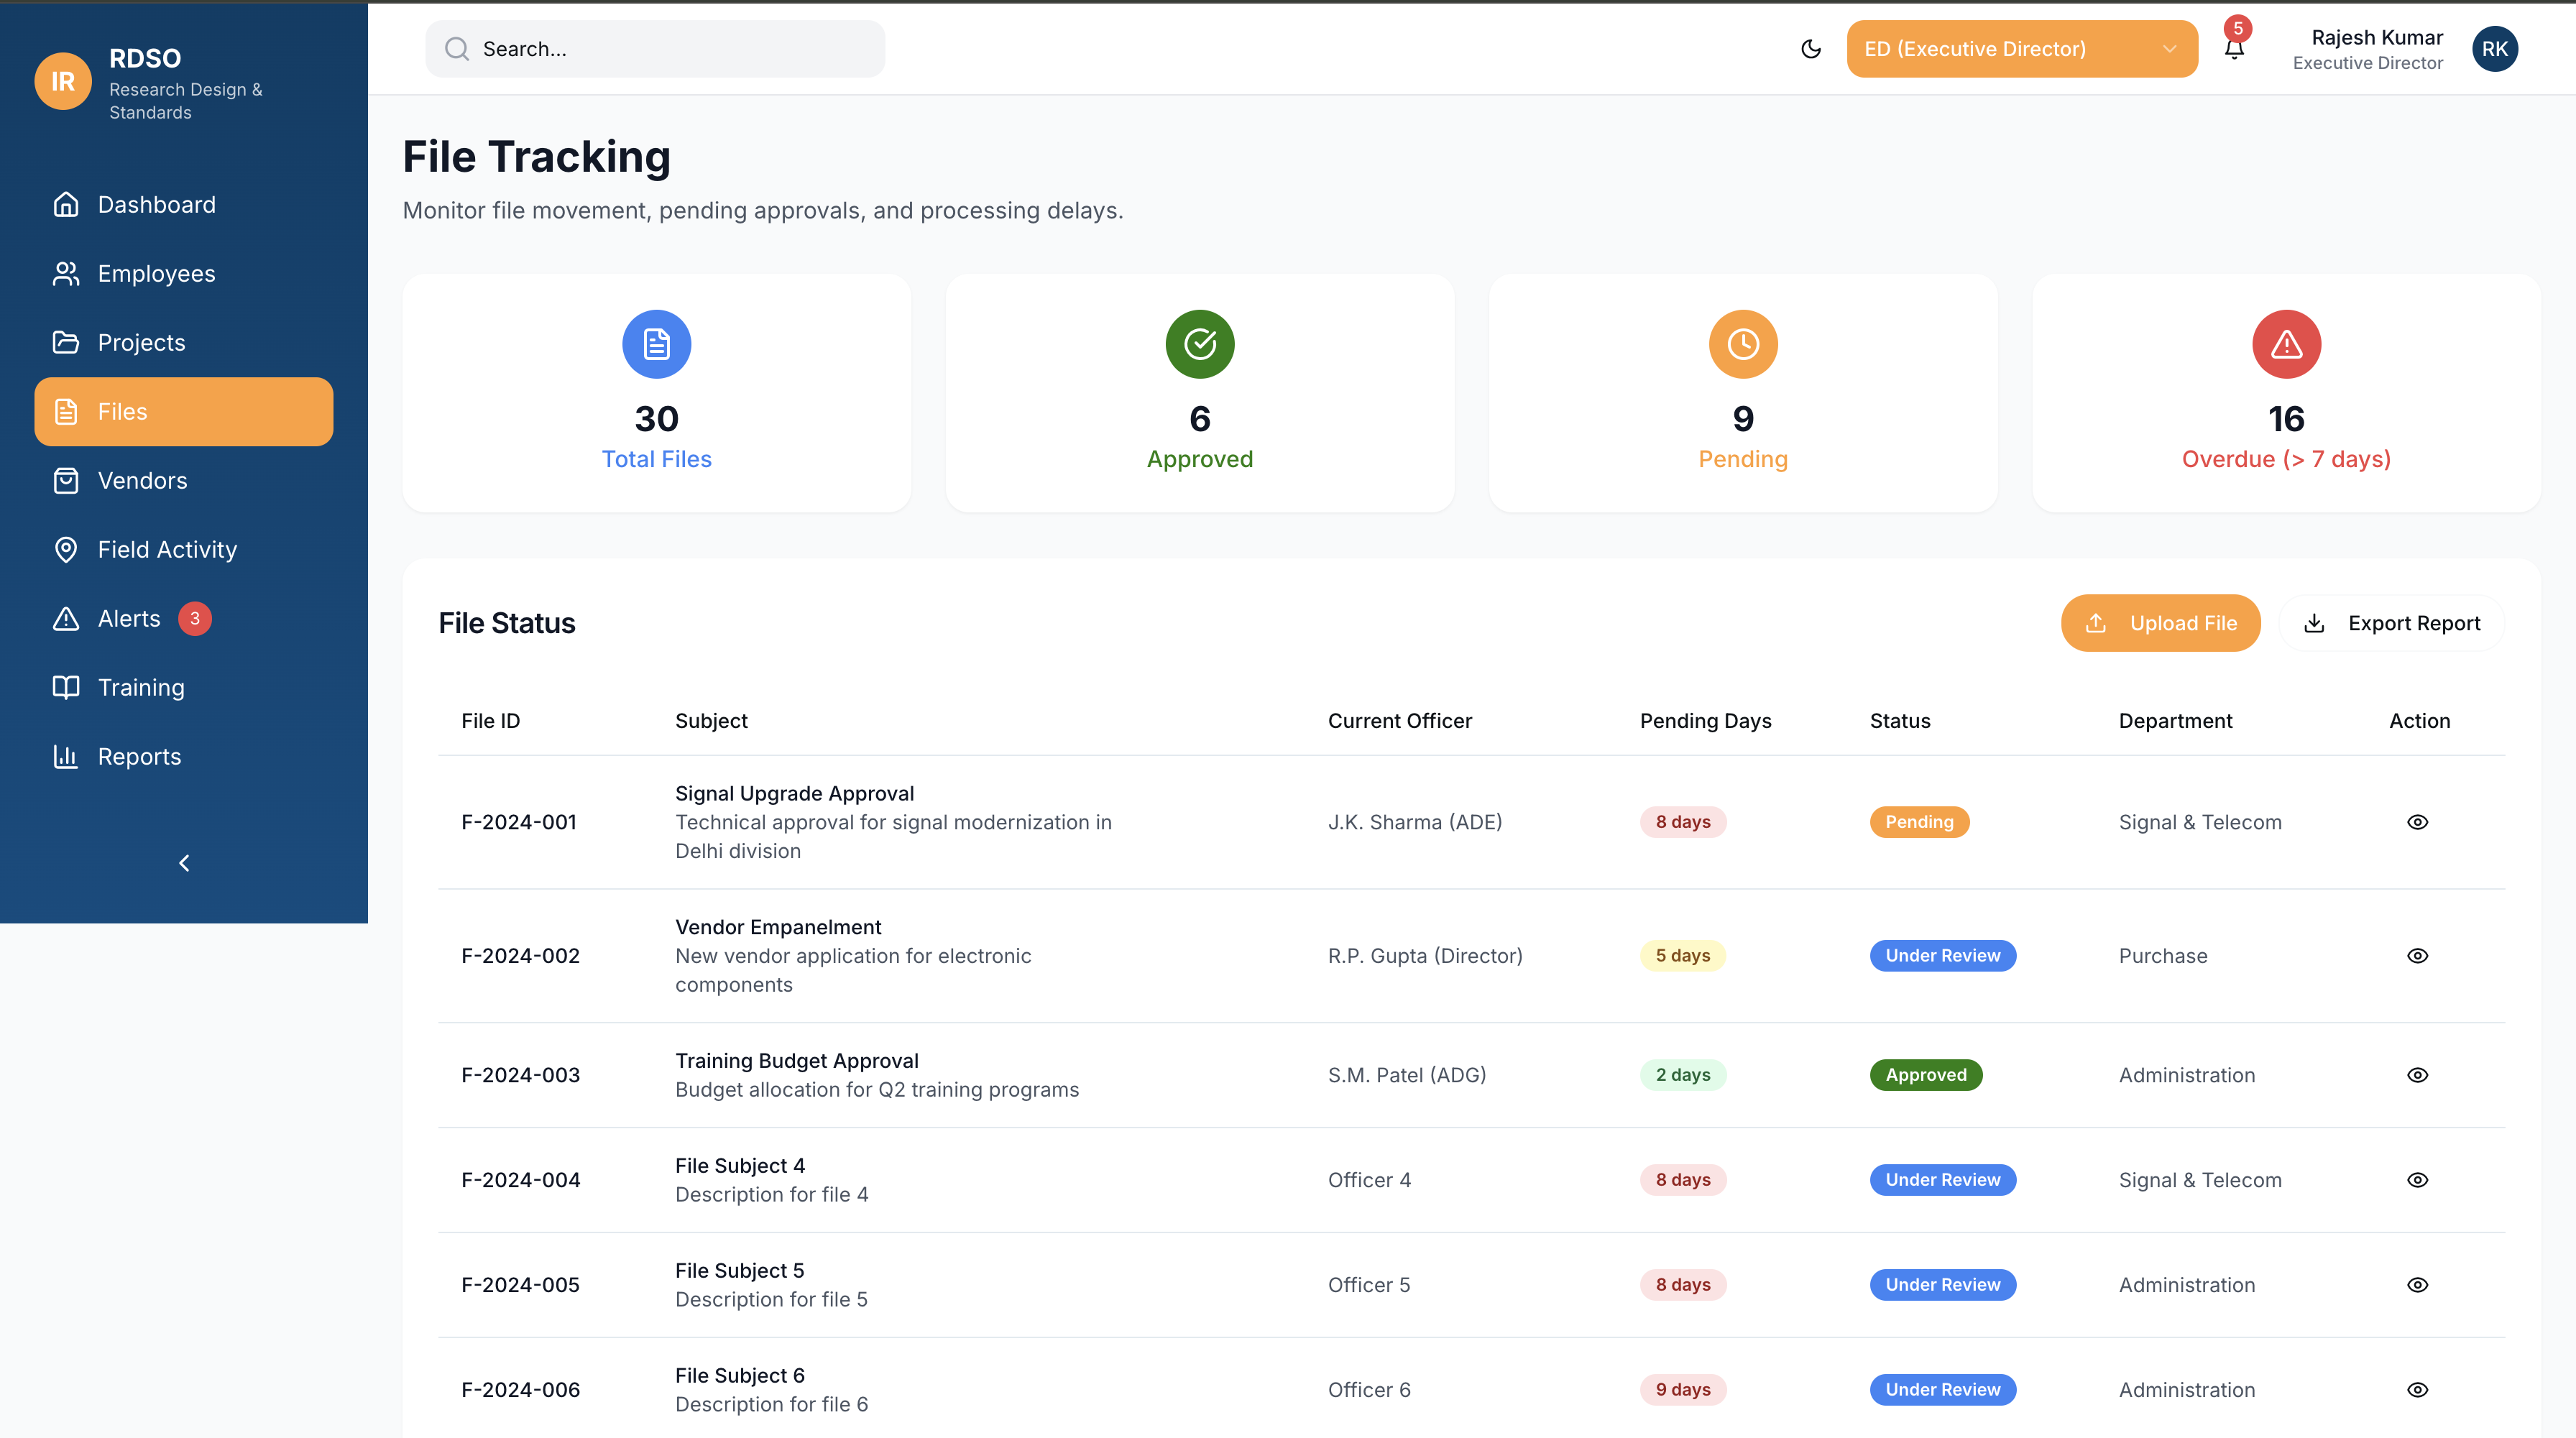 IR
RDSO
Research Design &
Standards
Dashboard
Employees
Projects
Files
Vendors
Field Activity
Alerts 3
Training
Reports
Search...
ED (Executive Director)
5
Rajesh Kumar
Executive Director
RK
File Tracking
Monitor file movement, pending approvals, and processing delays.
30
Total Files
6
Approved
9
Pending
16
Overdue (> 7 days)
File Status
Upload File
Export Report
File ID Subject Current Officer Pending Days Status Department Action
Signal Upgrade Approval
F-2024-001 Technical approval for signal modernization in J.K. Sharma (ADE) 8 days Pending Signal & Telecom
Delhi division
Vendor Empanelment
F-2024-002 New vendor application for electronic R.P. Gupta (Director) 5 days Under Review Purchase
components
Training Budget Approval
F-2024-003 S.M. Patel (ADG) 2 days Approved Administration
Budget allocation for Q2 training programs
File Subject 4
F-2024-004 Officer 4 8 days Under Review Signal & Telecom
Description for file 4
File Subject 5
F-2024-005 Officer 5 8 days Under Review Administration
Description for file 5
File Subject 6
F-2024-006 Officer 6 9 days Under Review Administration
Description for file 6